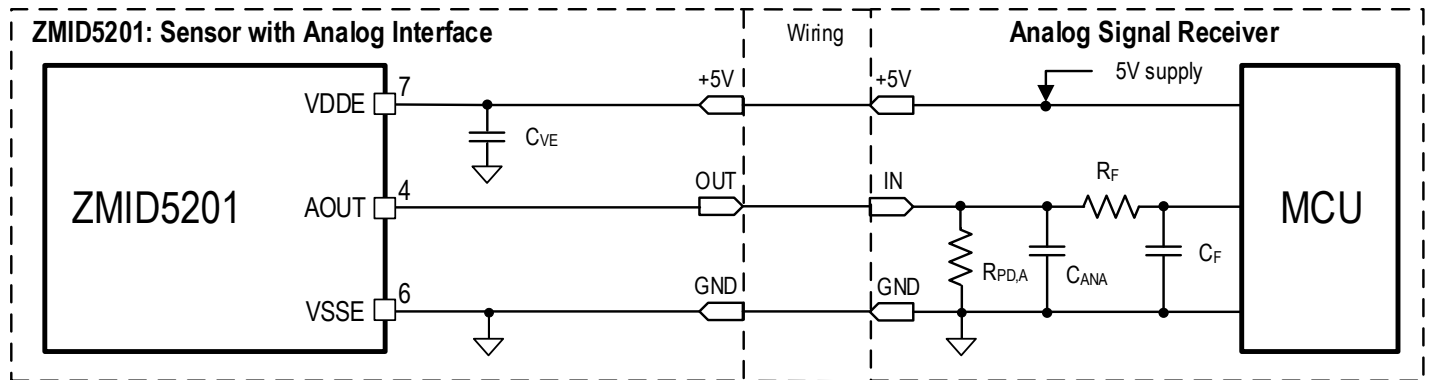 ZMID5201: Sensor with Analog Interface
Wiring
Analog Signal Receiver
VDDE
7
+5V
+5V
5V supply
CVE
ZMID5201
AOUT
4
OUT
IN
RF
MCU
RPD,A
CANA
CF
VSSE
6
GND
GND